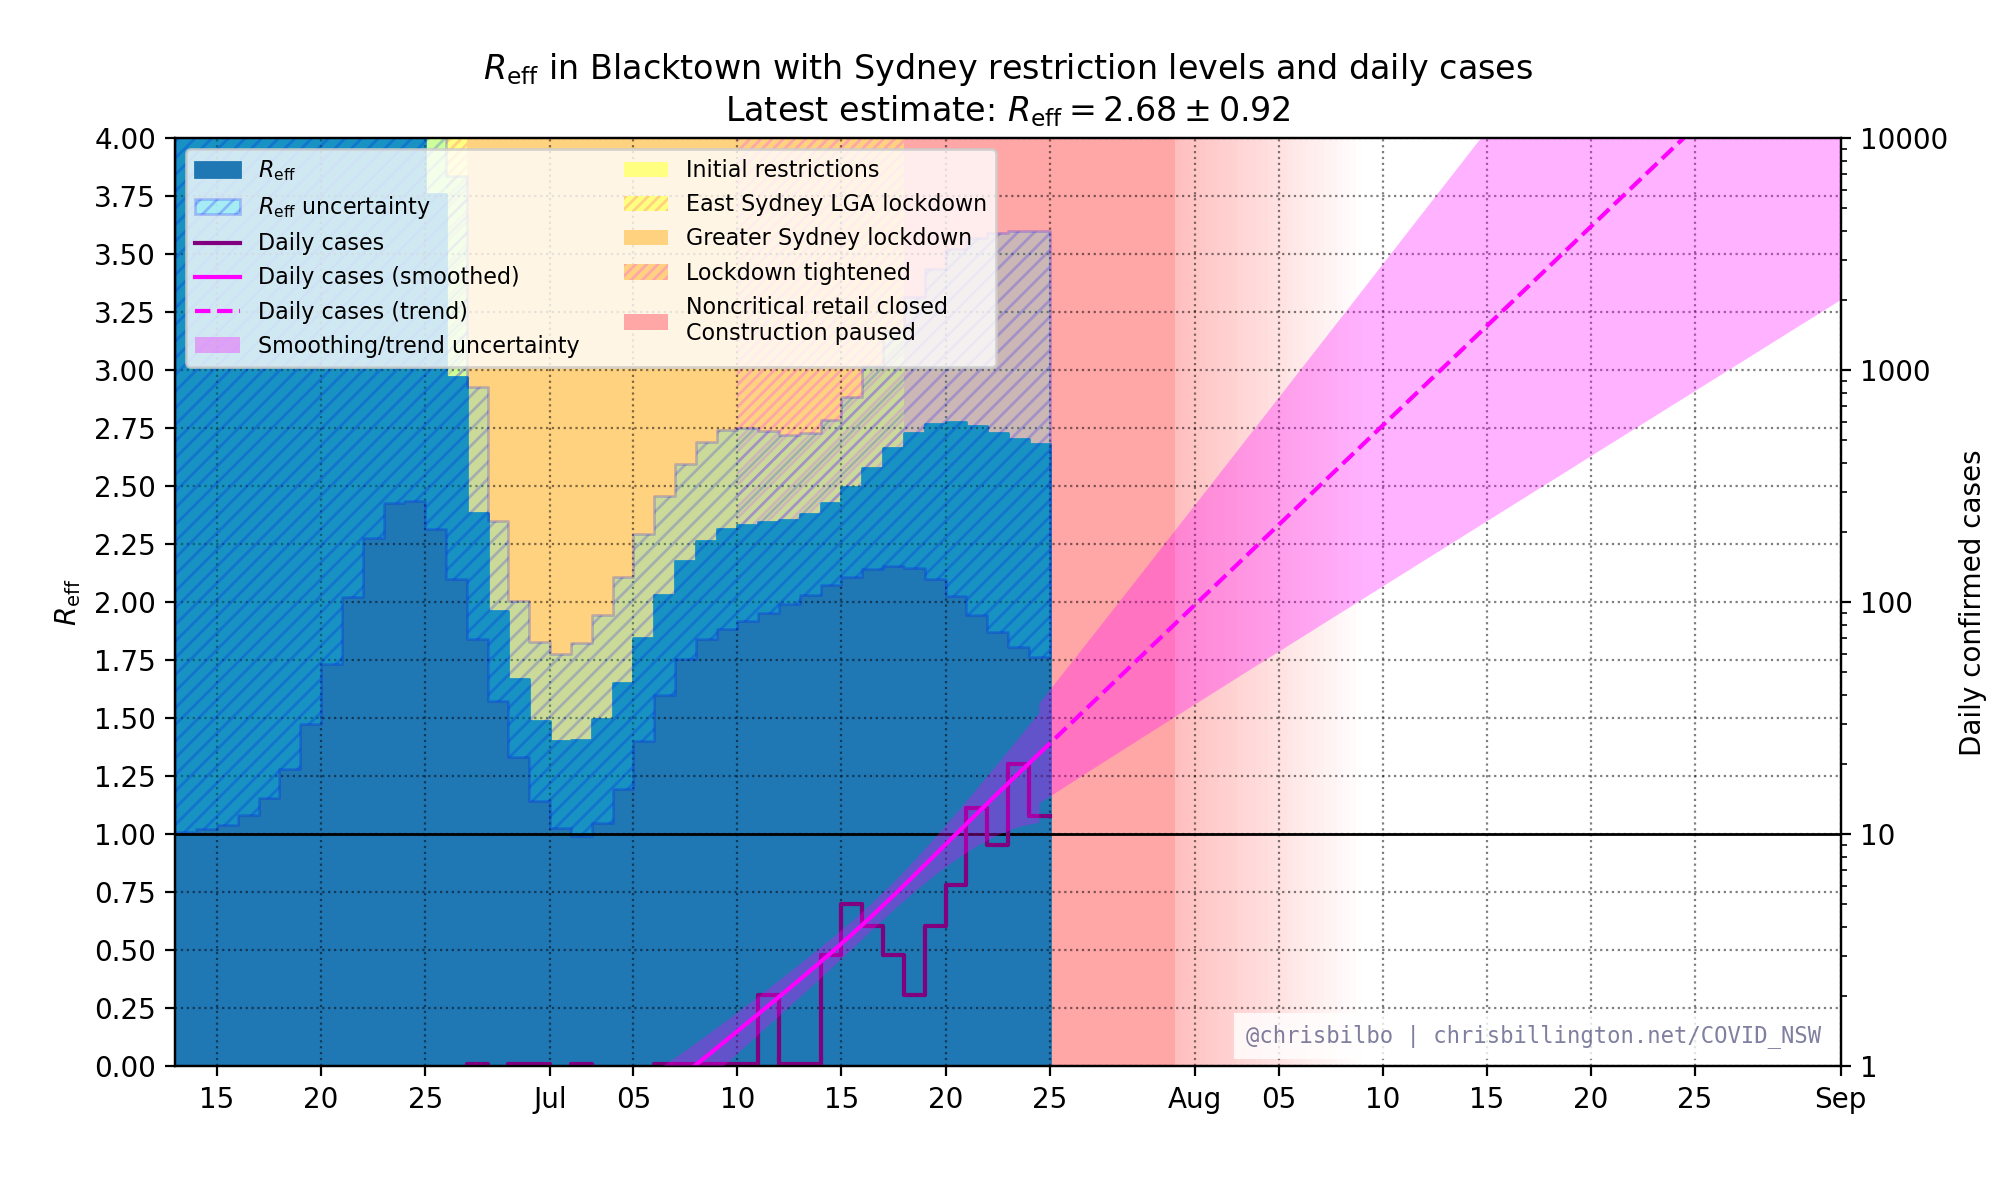 R_eff in Blacktown with Sydney restriction levels and daily cases
Latest estimate: R_eff = 2.68 ± 0.92
R_eff
R_eff uncertainty
Daily cases
Daily cases (smoothed)
Daily cases (trend)
Smoothing/trend uncertainty
Initial restrictions
East Sydney LGA lockdown
Greater Sydney lockdown
Lockdown tightened
Noncritical retail closed
Construction paused
4.00
3.75
3.50
3.25
3.00
2.75
2.50
2.25
2.00
1.75
1.50
1.25
1.00
0.75
0.50
0.25
0.00
R_eff
10000
1000
100
10
1
Daily confirmed cases
@chrisbilbo | chrisbillington.net/COVID_NSW
15 20 25 Jul 05 10 15 20 25 Aug 05 10 15 20 25 Sep